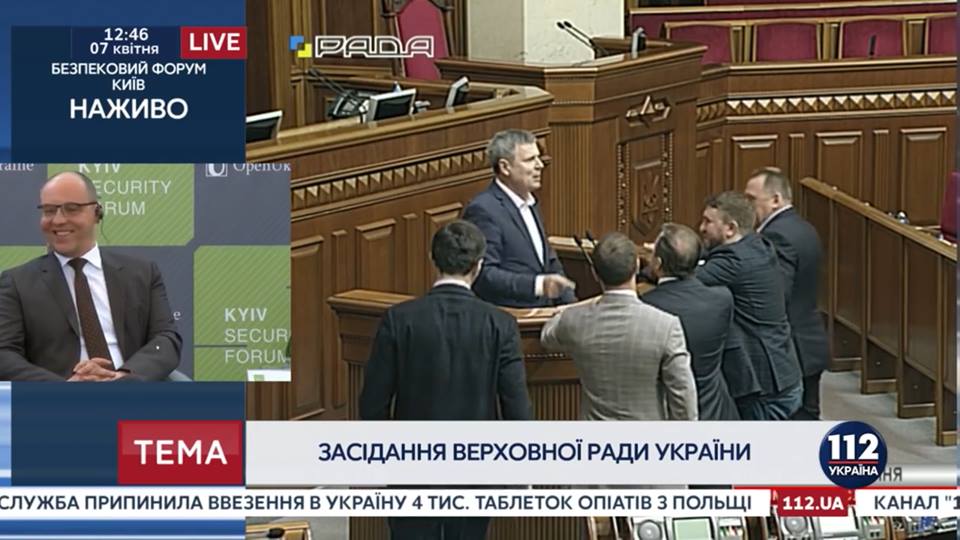 12:46
07 квітня
LIVE
БЕЗПЕКОВИЙ ФОРУМ
КИЇВ
НАЖИВО
РАДА
KYIV
SECURITY
FORUM
KYIV
SECUR
FORUM
ТЕМА
ЗАСІДАННЯ ВЕРХОВНОЇ РАДИ УКРАЇНИ
112
УКРАЇНА
СЛУЖБА ПРИПИНИЛА ВВЕЗЕННЯ В УКРАЇНУ 4 ТИС. ТАБЛЕТОК ОПІАТІВ З ПОЛЬЩІ
112.UA
КАНАЛ "1